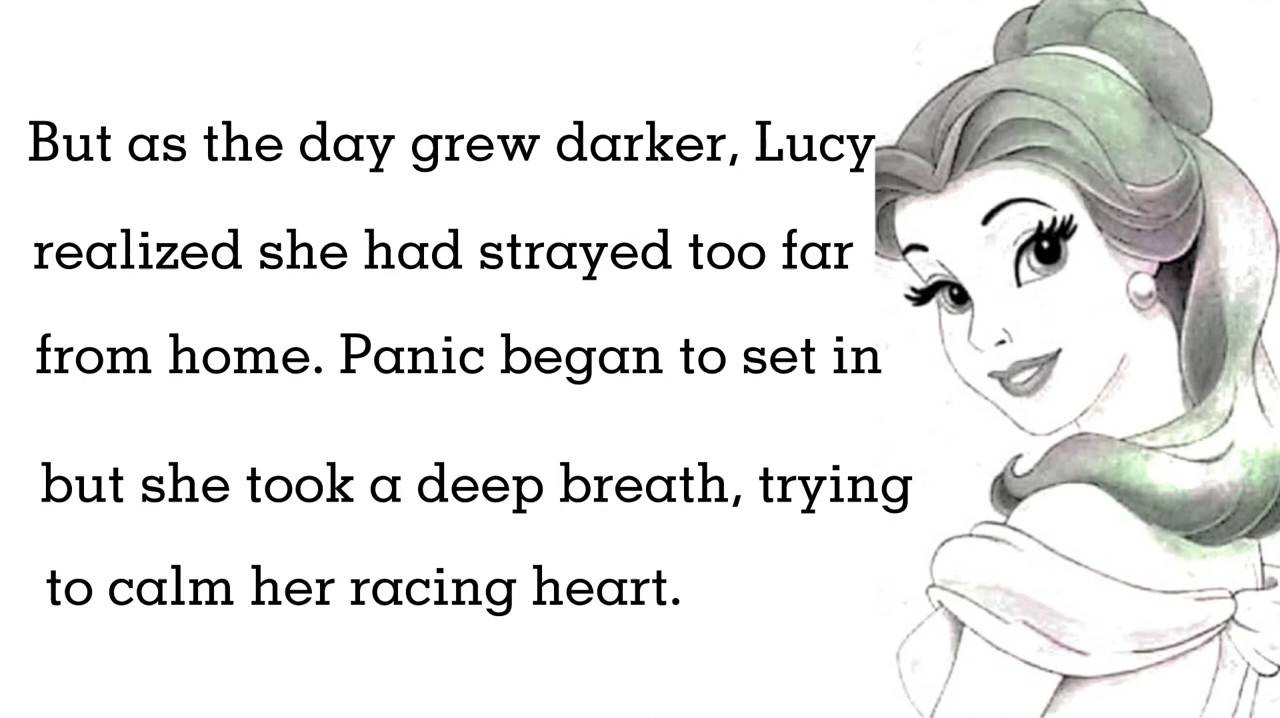 But as the day grew darker, Lucy
realized she had strayed too far
from home. Panic began to set in
but she took a deep breath, trying
to calm her racing heart.